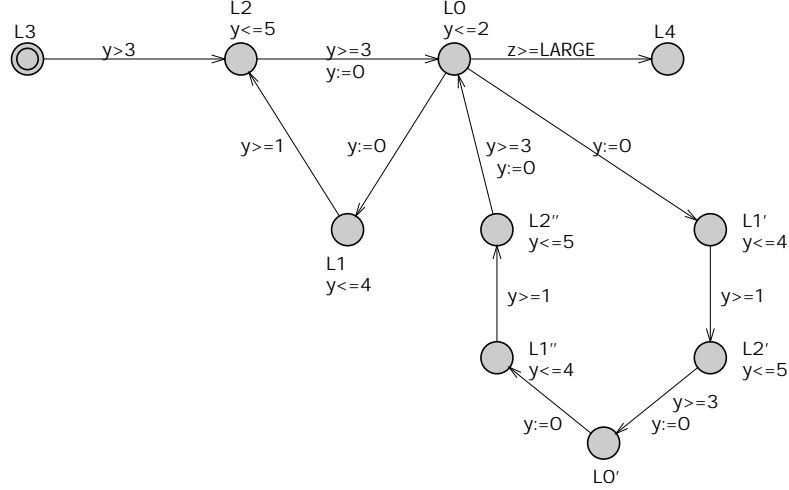 L3
y>3
L2
y<=5
y>=3
y:=0
L0
y<=2
z>=LARGE
L4
y>=1
y:=0
y>=3
y:=0
y:=0
L1
y<=4
L2''
y<=5
L1'
y<=4
y>=1
y>=1
L1''
y<=4
L2'
y<=5
y:=0
y>=3
y:=0
L0'